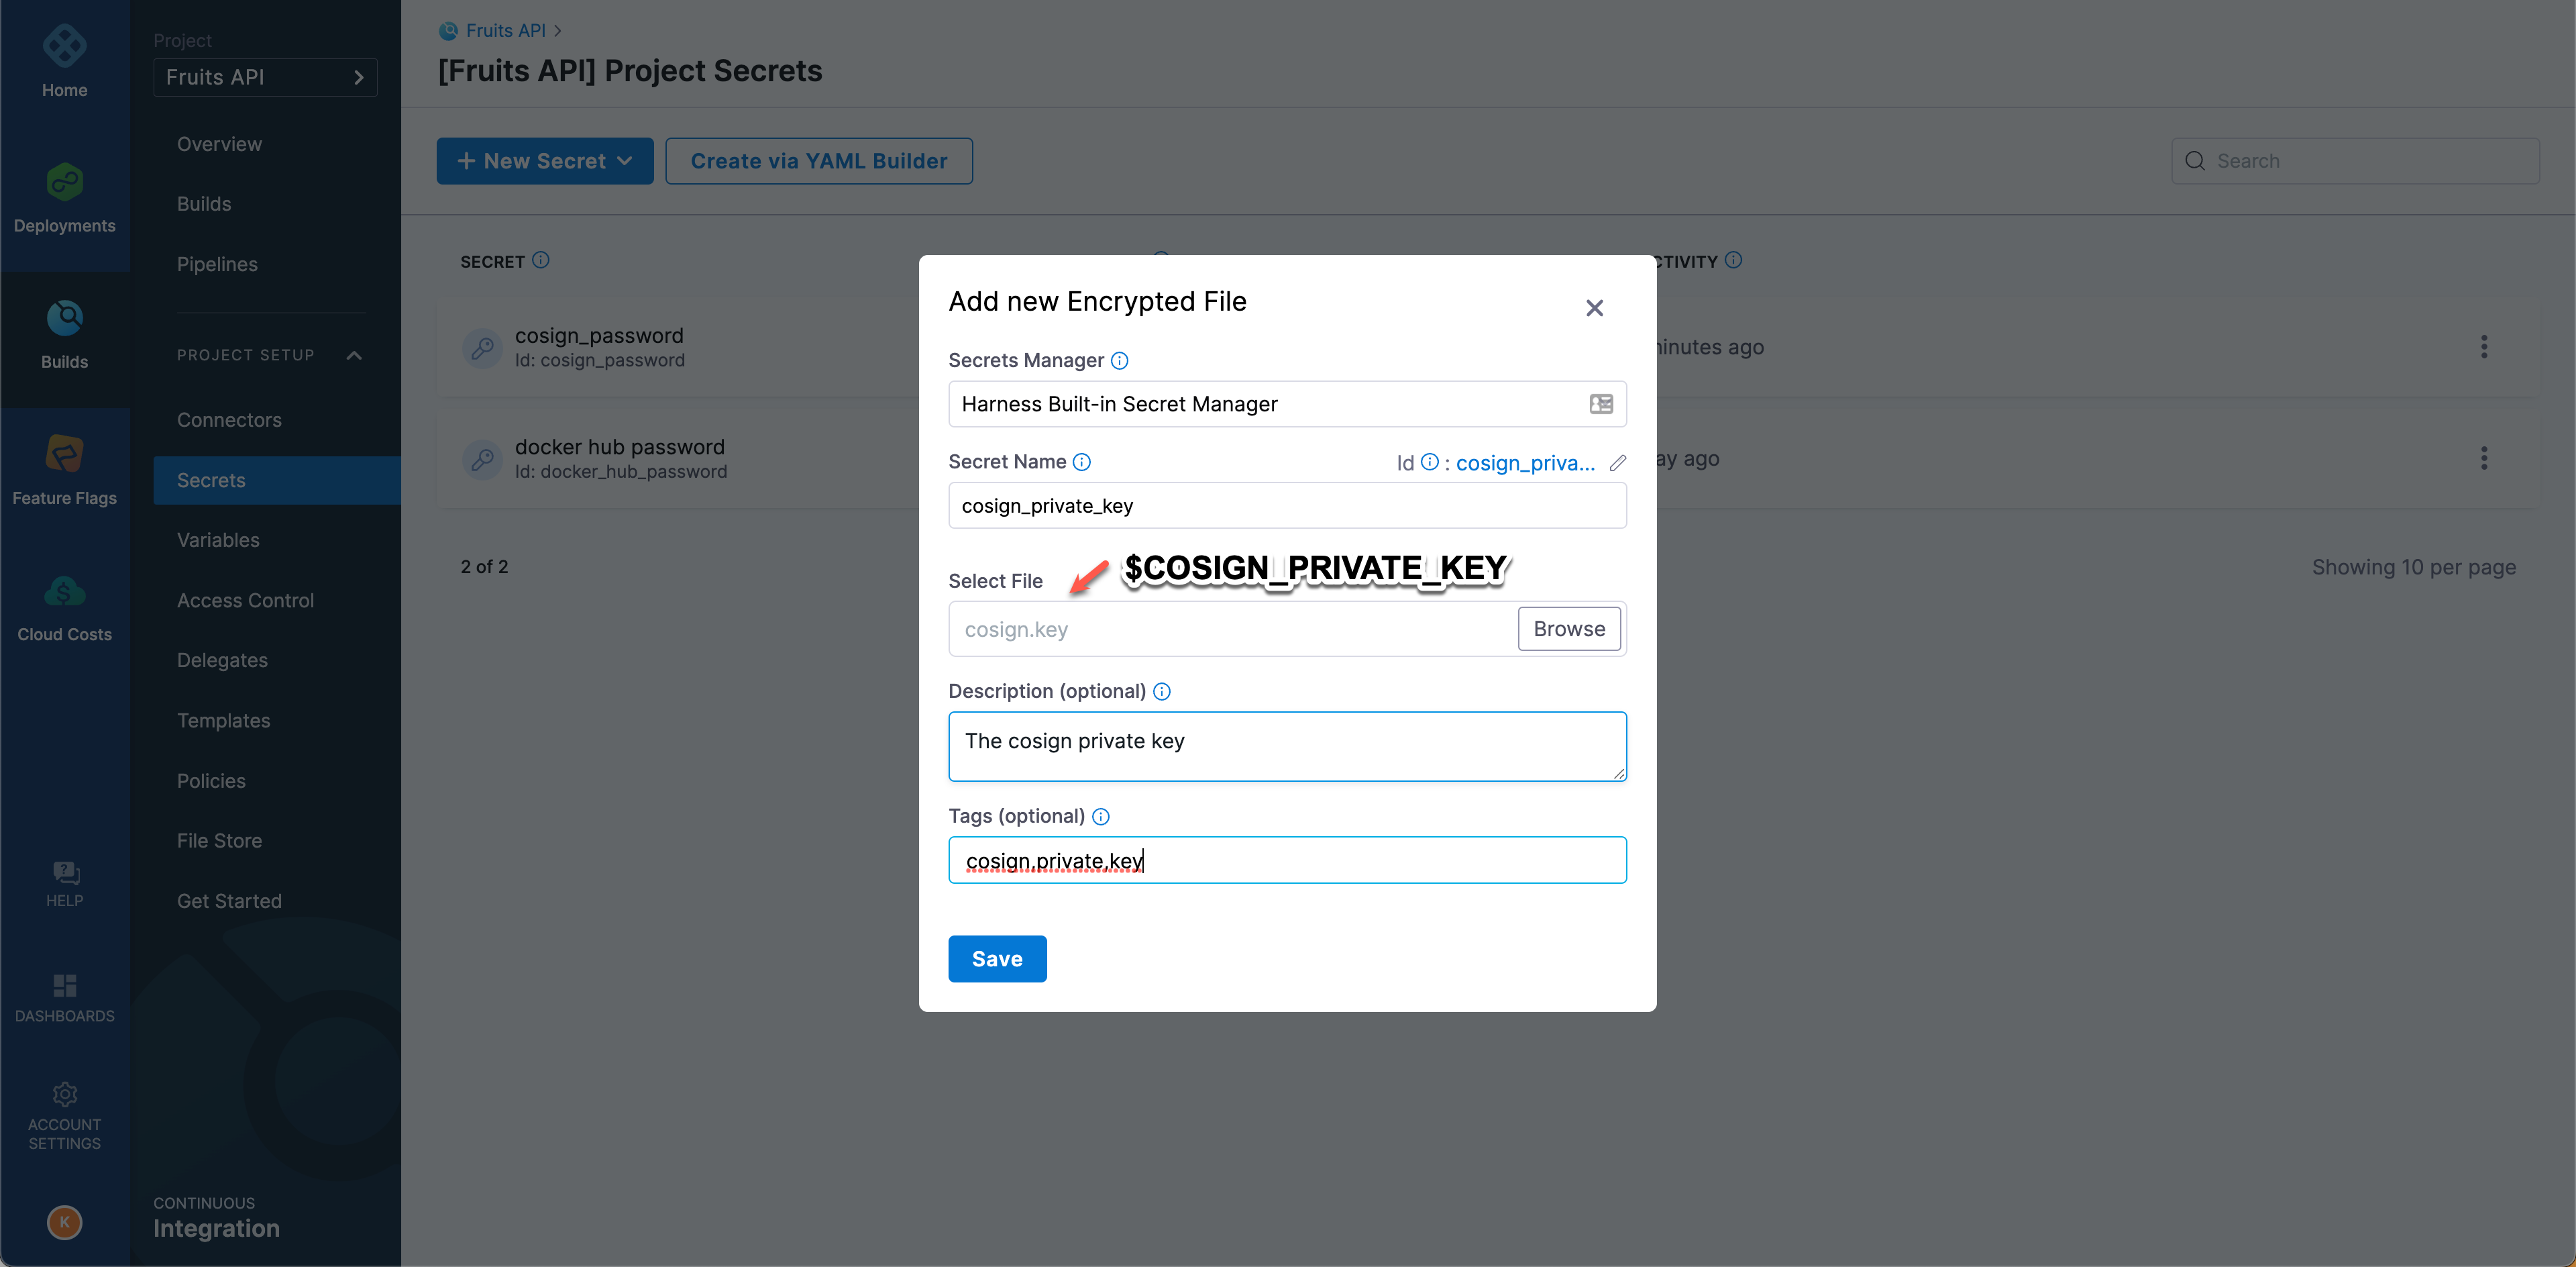 Home
Deployments
Builds
Feature Flags
Cloud Costs
HELP
DASHBOARDS
ACCOUNT
SETTINGS
K
Project
Fruits API
Overview
Builds
Pipelines
PROJECT SETUP
Connectors
Secrets
Variables
Access Control
Delegates
Templates
Policies
File Store
Get Started
CONTINUOUS
Integration
Fruits API
[Fruits API] Project Secrets
New Secret
Create via YAML Builder
Search
SECRET
CTIVITY
cosign_password
Id: cosign_password
inutes ago
docker hub password
Id: docker_hub_password
ay ago
2 of 2
Showing 10 per page
Add new Encrypted File
Secrets Manager
Harness Built-in Secret Manager
Secret Name
Id : cosign_priva...
cosign_private_key
$COSIGN_PRIVATE_KEY
Select File
cosign.key
Browse
Description (optional)
The cosign private key
Tags (optional)
cosign,private,key
Save